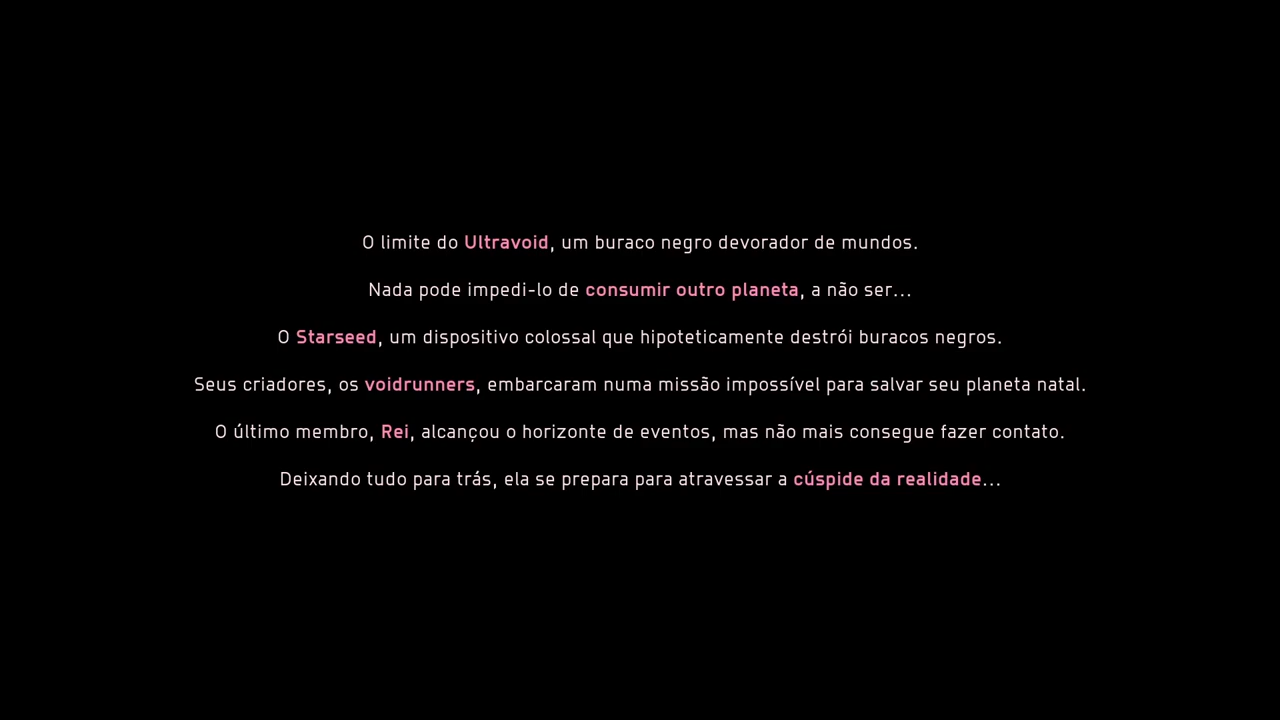 O limite do Ultravoid, um buraco negro devorador de mundos.
Nada pode impedi-lo de consumir outro planeta, a não ser...
O Starseed, um dispositivo colossal que hipoteticamente destrói buracos negros.
Seus criadores, os voidrunners, embarcaram numa missão impossível para salvar seu planeta natal.
O último membro, Rei, alcançou o horizonte de eventos, mas não mais consegue fazer contato.
Deixando tudo para trás, ela se prepara para atravessar a cúspide da realidade...